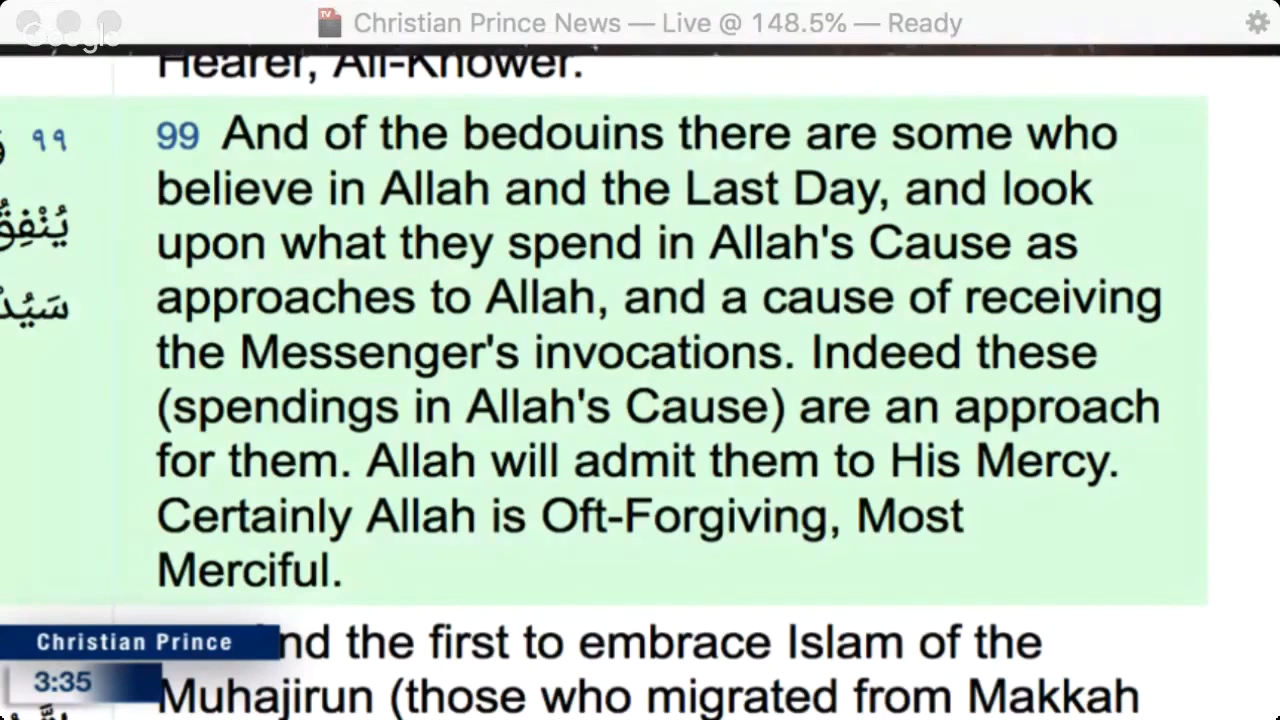 Christian Prince News — Live @ 148.5% — Ready
Google
Hearer, All-Knower.
99 And of the bedouins there are some who
believe in Allah and the Last Day, and look
upon what they spend in Allah's Cause as
approaches to Allah, and a cause of receiving
the Messenger's invocations. Indeed these
(spendings in Allah's Cause) are an approach
for them. Allah will admit them to His Mercy.
Certainly Allah is Oft-Forgiving, Most
Merciful.
٩٩
nd the first to embrace Islam of the
Muhajirun (those who migrated from Makkah
Christian Prince
3:35